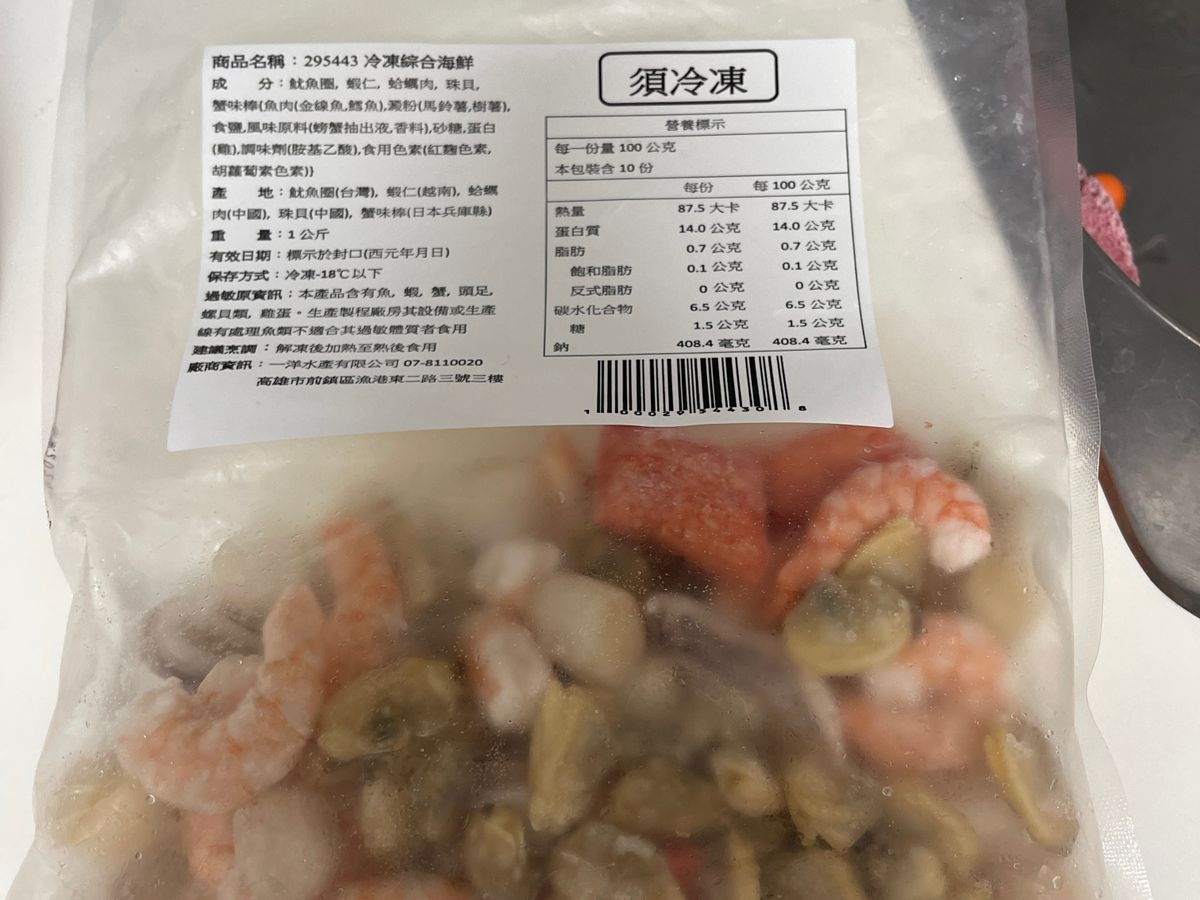 商品名稱：295443 冷凍綜合海鮮
成　　分：魷魚圈, 蝦仁, 蛤蠣肉, 珠貝,
蟹味棒{魚肉(金線魚,鱈魚),澱粉(馬鈴薯,樹薯),
食鹽,風味原料(螃蟹抽出液,香料),砂糖,蛋白
(雞),調味劑(胺基乙酸),食用色素(紅麴色素,
胡蘿蔔素色素)}
產　　地：魷魚圈(台灣), 蝦仁(越南), 蛤蠣
肉(中國), 珠貝(中國), 蟹味棒(日本兵庫縣)
重　　量：1 公斤
有效日期：標示於封口(西元年月日)
保存方式：冷凍-18℃以下
過敏原資訊：本產品含有魚, 蝦, 蟹, 頭足,
螺貝類, 雞蛋。生產製程廠房其設備或生產
線有處理魚類不適合其過敏體質者食用
建議烹調：解凍後加熱至熟後食用
廠商資訊：一洋水產有限公司 07-8110020
高雄市前鎮區漁港東二路三號三樓
須冷凍
營養標示
每一份量 100 公克
本包裝含 10 份
每份　每 100 公克
熱量　87.5 大卡　87.5 大卡
蛋白質　14.0 公克　14.0 公克
脂肪　0.7 公克　0.7 公克
飽和脂肪　0.1 公克　0.1 公克
反式脂肪　0 公克　0 公克
碳水化合物　6.5 公克　6.5 公克
糖　1.5 公克　1.5 公克
鈉　408.4 毫克　408.4 毫克
1 00029 54430 8